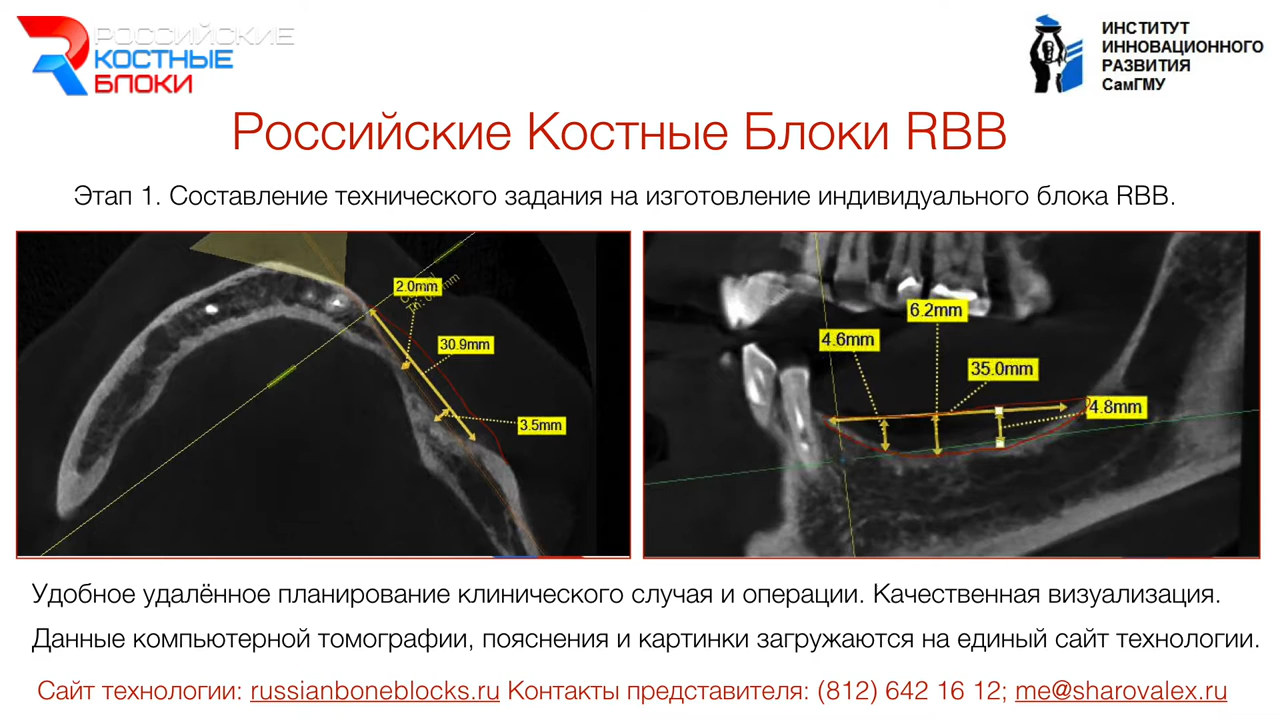 РОССИЙСКИЕ
КОСТНЫЕ
БЛОКИ
ИНСТИТУТ
ИННОВАЦИОННОГО
РАЗВИТИЯ
СамГМУ
Российские Костные Блоки RBB
Этап 1. Составление технического задания на изготовление индивидуального блока RBB.
2.0mm
30.9mm
3.5mm
6.2mm
4.6mm
35.0mm
4.8mm
Удобное удалённое планирование клинического случая и операции. Качественная визуализация.
Данные компьютерной томографии, пояснения и картинки загружаются на единый сайт технологии.
Сайт технологии: russianboneblocks.ru Контакты представителя: (812) 642 16 12; me@sharovalex.ru